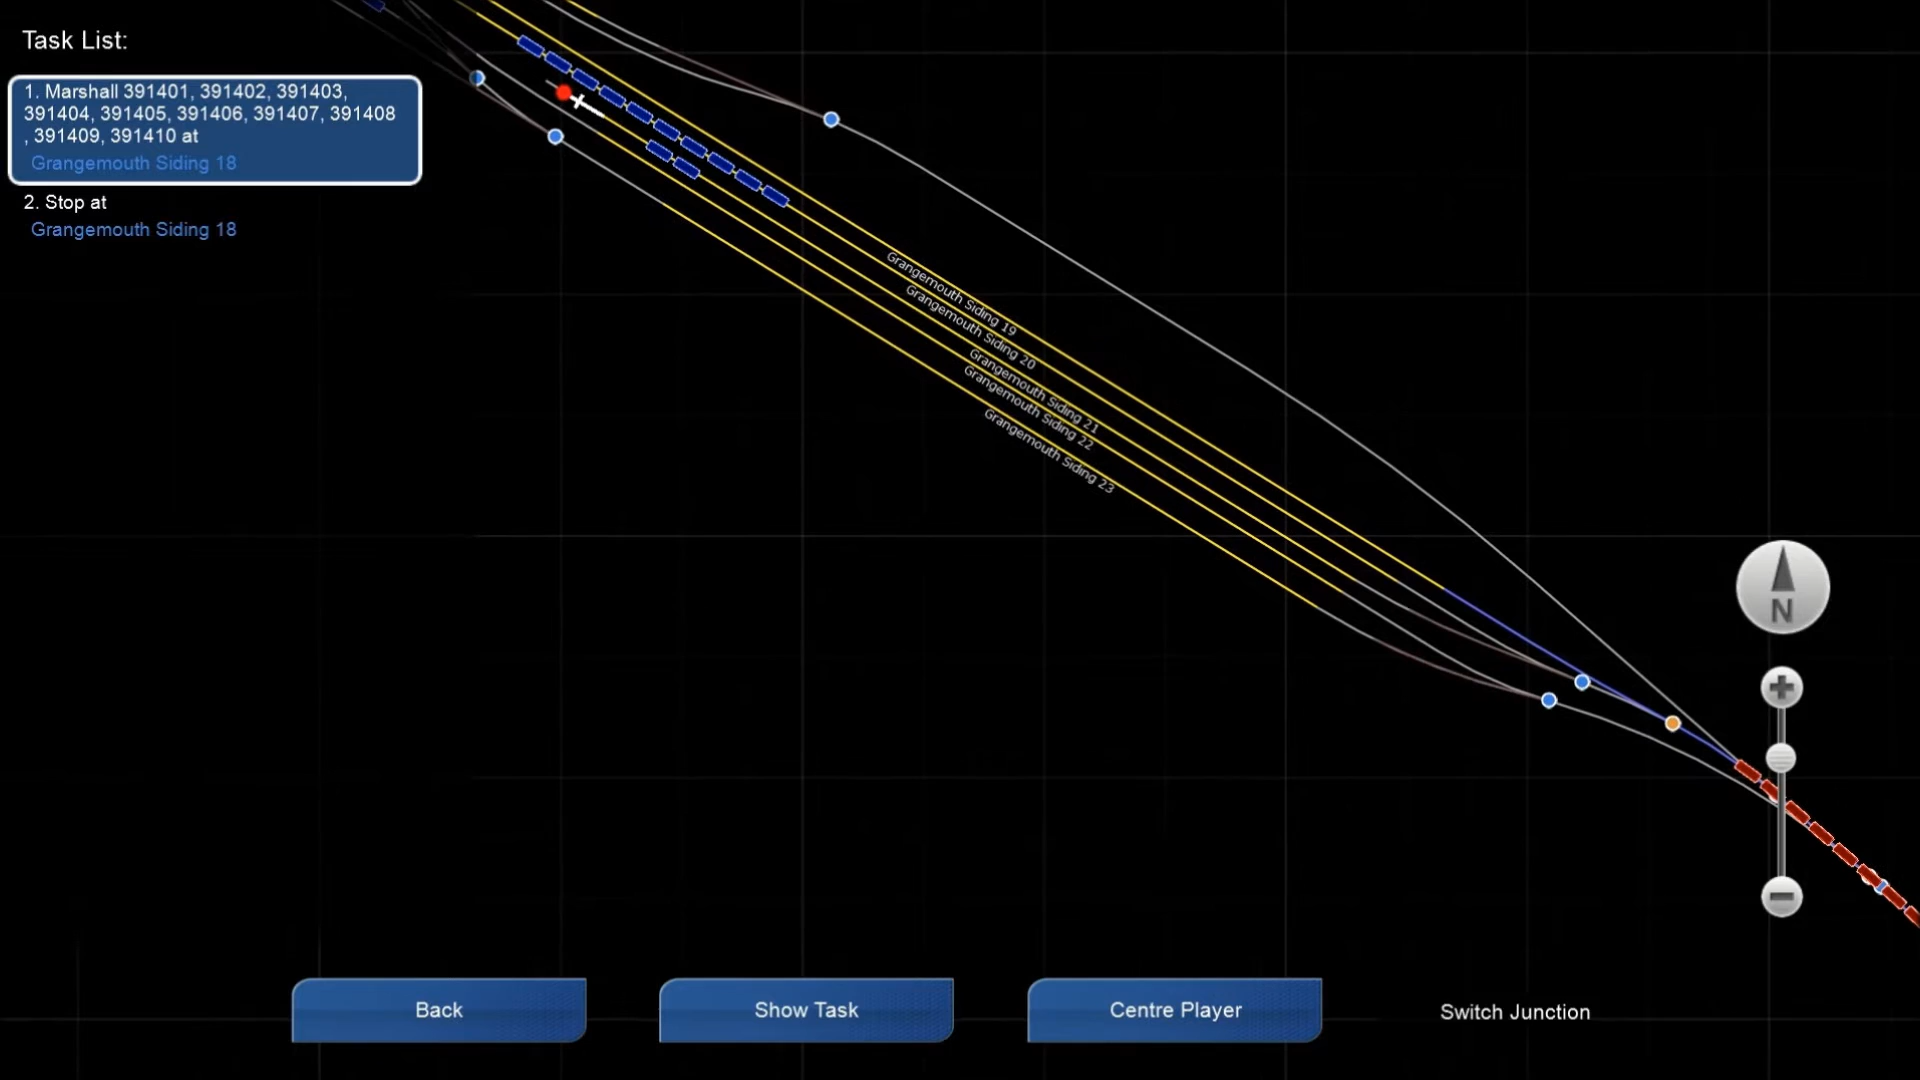 Task List:
1. Marshall 391401, 391402, 391403,
391404, 391405, 391406, 391407, 391408
, 391409, 391410 at
Grangemouth Siding 18
2. Stop at
Grangemouth Siding 18
Grangemouth Siding 19
Grangemouth Siding 20
Grangemouth Siding 21
Grangemouth Siding 22
Grangemouth Siding 23
N
Back
Show Task
Centre Player
Switch Junction